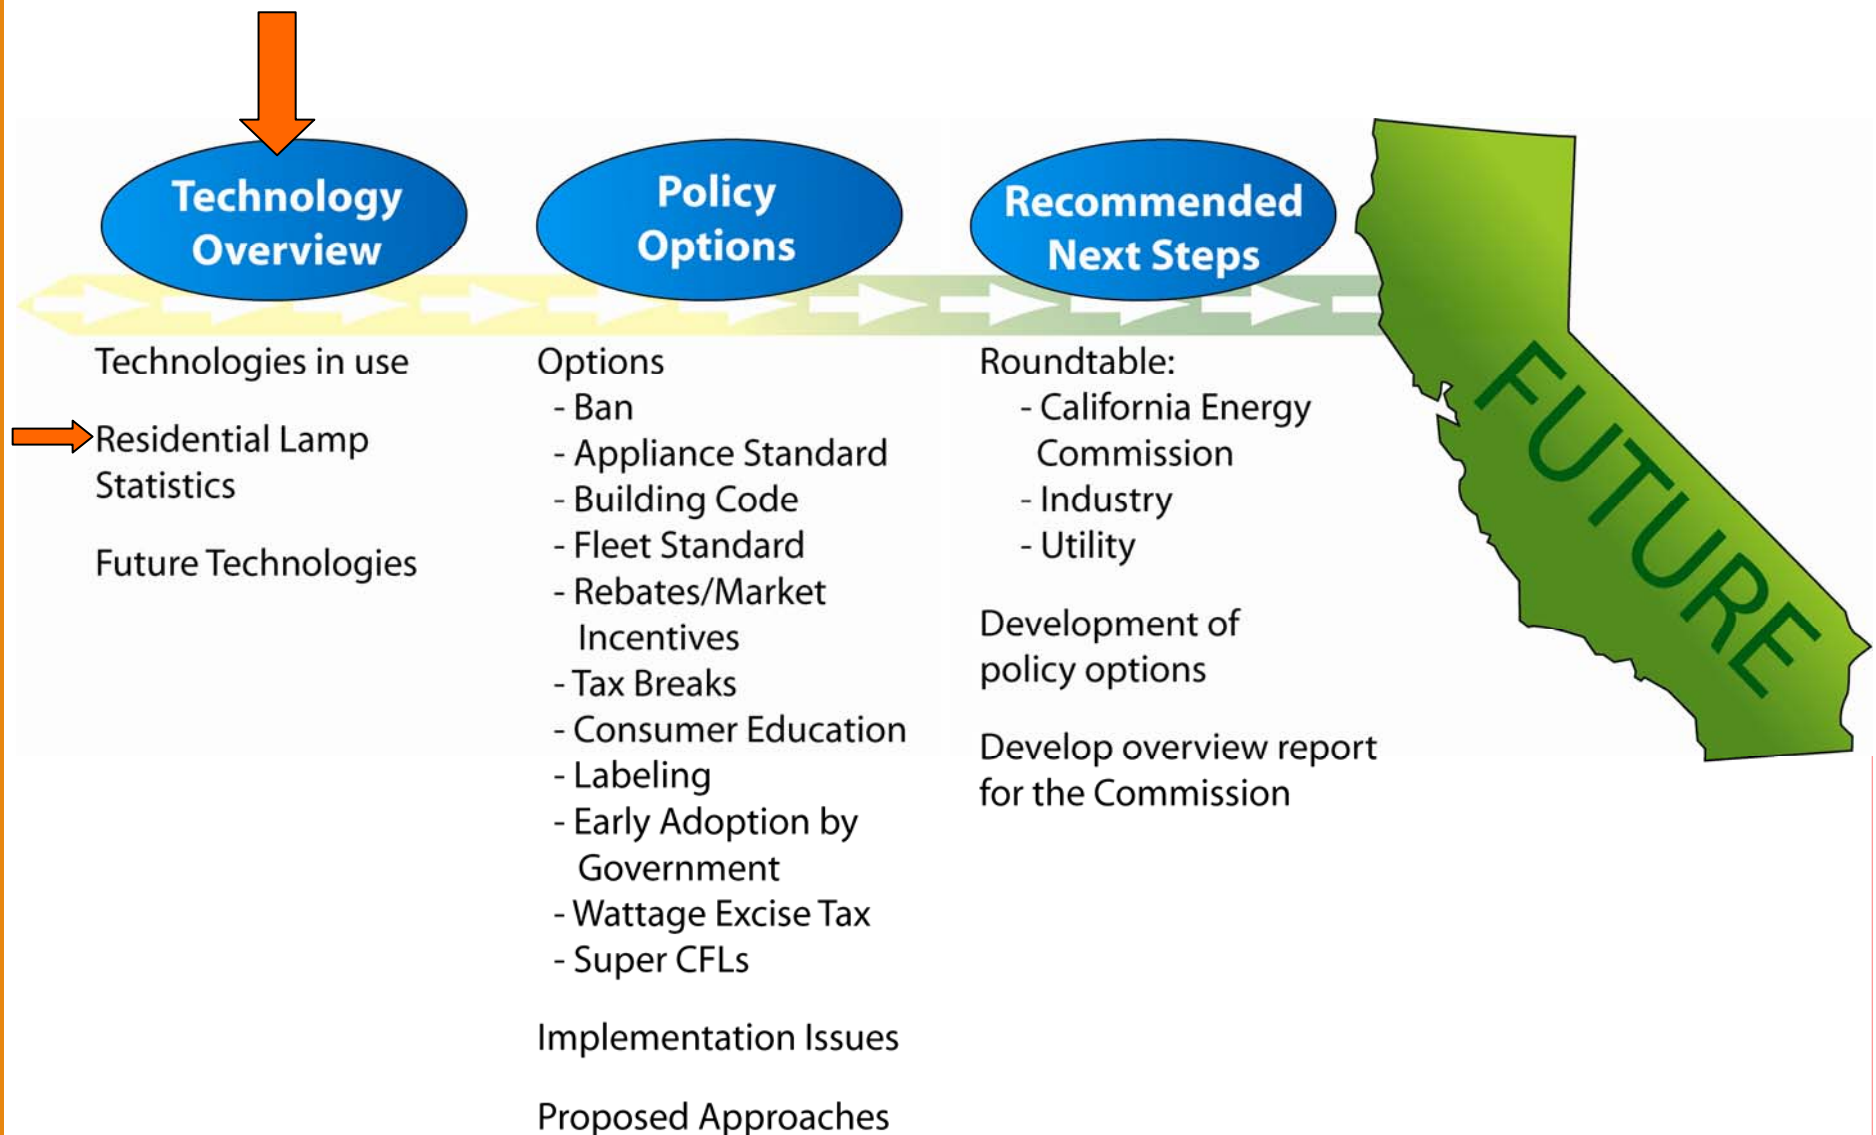 Technology
Overview
Technologies in use
Residential Lamp
Statistics
Future Technologies
Policy
Options
Options
- Ban
- Appliance Standard
- Building Code
- Fleet Standard
- Rebates/Market
Incentives
- Tax Breaks
- Consumer Education
- Labeling
- Early Adoption by
Government
- Wattage Excise Tax
- Super CFLs
Implementation Issues
Proposed Approaches
Recommended
Next Steps
Roundtable:
- California Energy
Commission
- Industry
- Utility
Development of
policy options
Develop overview report
for the Commission
FUTURE